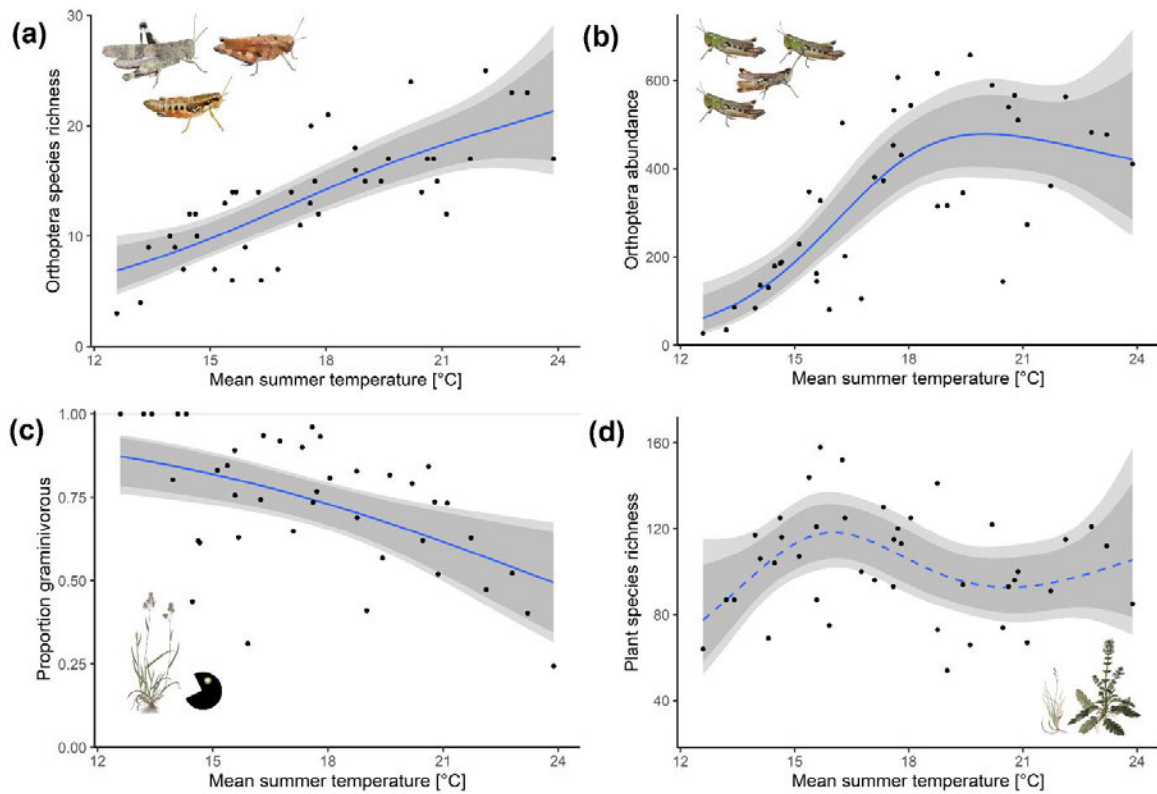 (a)
30
20
10
0
Orthoptera species richness
12 15 18 21 24
Mean summer temperature [°C]
(b)
600
400
200
0
Orthoptera abundance
12 15 18 21 24
Mean summer temperature [°C]
(c)
1.00
0.75
0.50
0.25
0.00
Proportion graminivorous
12 15 18 21 24
Mean summer temperature [°C]
(d)
160
120
80
40
Plant species richness
12 15 18 21 24
Mean summer temperature [°C]